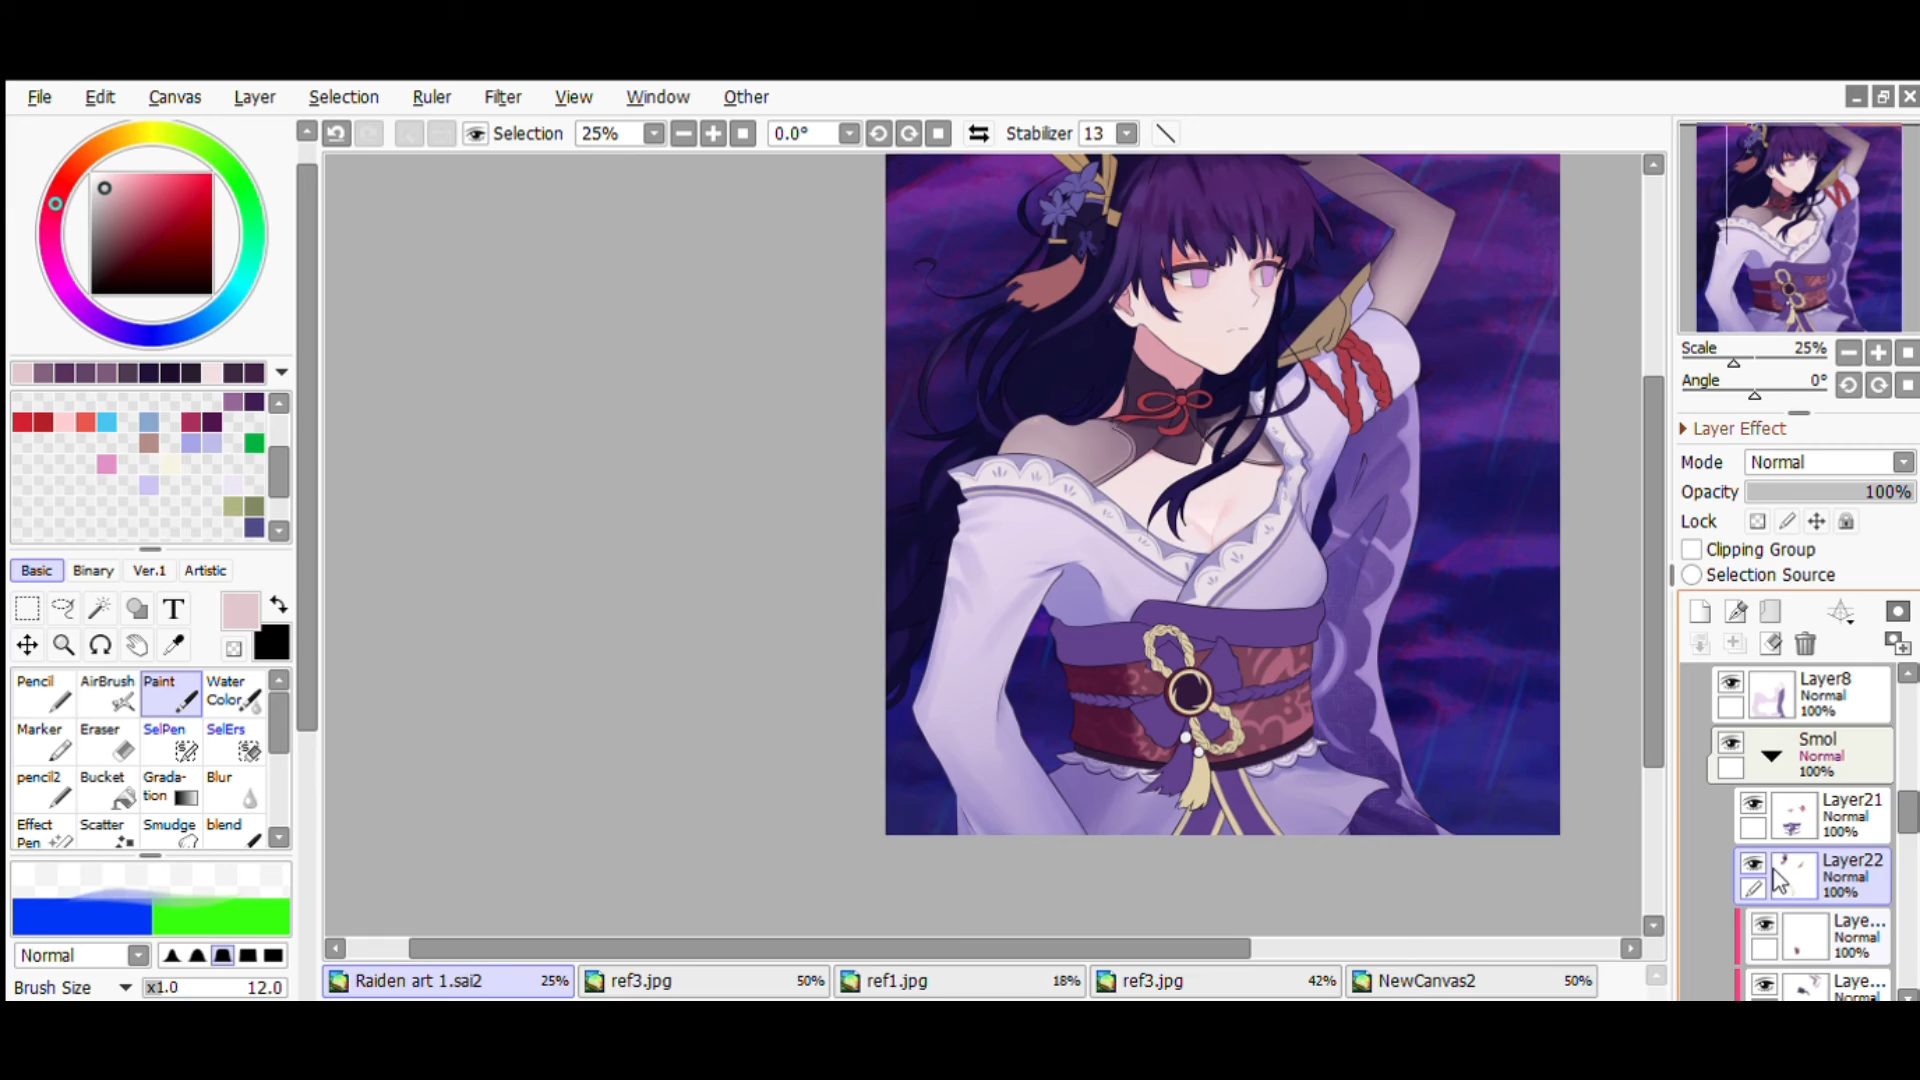 File Edit Canvas Layer Selection Ruler Filter View Window Other
Selection 25% 0.0° Stabilizer 13
Scale 25%
Angle 0°
Layer Effect
Mode Normal
Opacity 100%
Lock
Clipping Group
Selection Source
Basic Binary Ver.1 Artistic
T
Pencil AirBrush Paint Water Color
Marker Eraser SelPen SelErs
pencil2 Bucket Grada-tion Blur
Effect Pen Scatter Smudge blend
Normal
Brush Size x1.0 12.0
Layer8
Normal
100%
Smol
Normal
100%
Layer21
Normal
100%
Layer22
Normal
100%
Laye...
Normal
100%
Laye...
Normal
Raiden art 1.sai2 25% ref3.jpg 50% ref1.jpg 18% ref3.jpg 42% NewCanvas2 50%